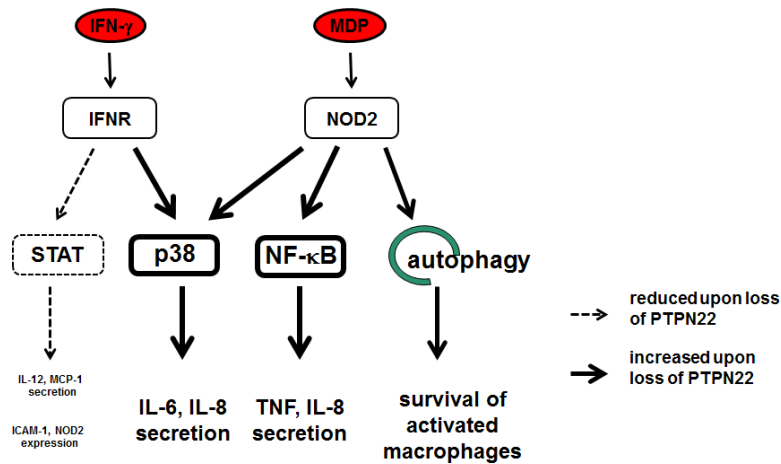 IFN-γ
MDP
IFNR
NOD2
STAT
p38
NF-κB
autophagy
reduced upon loss
of PTPN22
increased upon
loss of PTPN22
IL-12, MCP-1
secretion
ICAM-1, NOD2
expression
IL-6, IL-8
secretion
TNF, IL-8
secretion
survival of
activated
macrophages